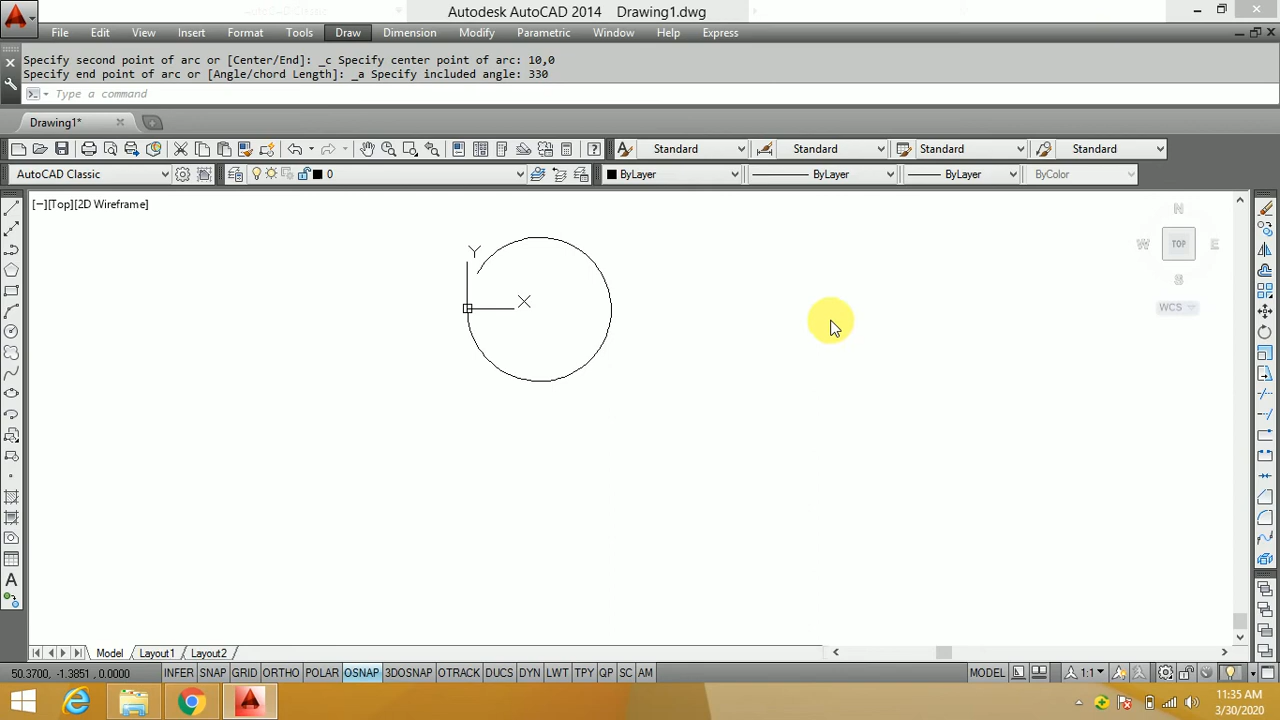 Autodesk AutoCAD 2014 Drawing1.dwg
File Edit View Insert Format Tools Draw Dimension Modify Parametric Window Help Express
Specify second point of arc or [Center/End]: _c Specify center point of arc: 10,0
Specify end point of arc or [Angle/chord Length]: _a Specify included angle: 330
Type a command
Drawing1*
Standard Standard Standard Standard
AutoCAD Classic 0 ByLayer ByLayer ByLayer ByColor
[−][Top][2D Wireframe]
N
W TOP E
S
WCS
Y
X
A
Model Layout1 Layout2
50.3700, -1.3851, 0.0000 INFER SNAP GRID ORTHO POLAR OSNAP 3DOSNAP OTRACK DUCS DYN LWT TPY QP SC AM MODEL 1:1
11:35 AM
3/30/2020